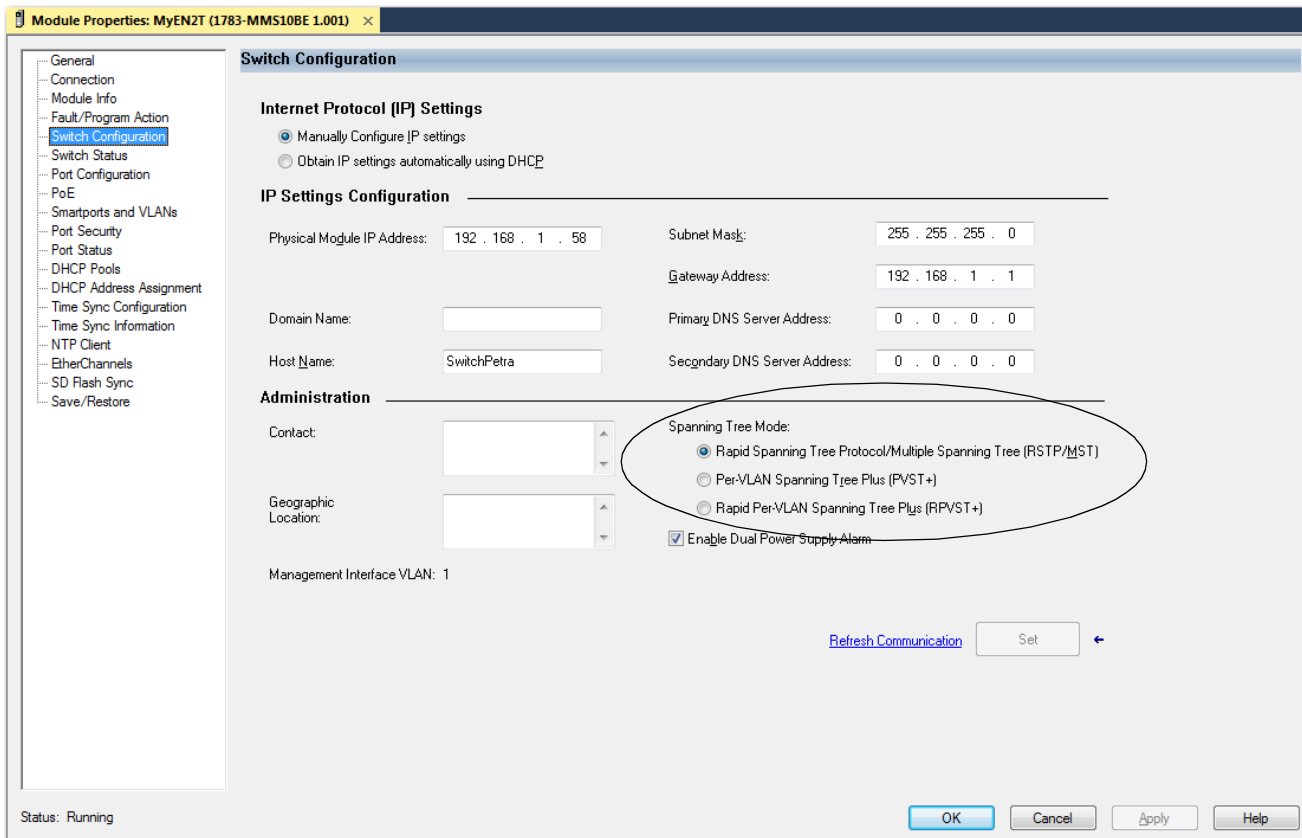 Module Properties: MyEN2T (1783-MMS10BE 1.001) ×
General
Connection
Module Info
Fault/Program Action
Switch Configuration
Switch Status
Port Configuration
PoE
Smartports and VLANs
Port Security
Port Status
DHCP Pools
DHCP Address Assignment
Time Sync Configuration
Time Sync Information
NTP Client
EtherChannels
SD Flash Sync
Save/Restore
Switch Configuration
Internet Protocol (IP) Settings
Manually Configure IP settings
Obtain IP settings automatically using DHCP
IP Settings Configuration
Physical Module IP Address: 192 . 168 . 1 . 58
Subnet Mask: 255 . 255 . 255 . 0
Gateway Address: 192 . 168 . 1 . 1
Domain Name:
Primary DNS Server Address: 0 . 0 . 0 . 0
Host Name: SwitchPetra
Secondary DNS Server Address: 0 . 0 . 0 . 0
Administration
Contact:
Spanning Tree Mode:
Rapid Spanning Tree Protocol/Multiple Spanning Tree (RSTP/MST)
Per-VLAN Spanning Tree Plus (PVST+)
Rapid Per-VLAN Spanning Tree Plus (RPVST+)
Geographic
Location:
Enable Dual Power Supply Alarm
Management Interface VLAN: 1
Refresh Communication
Set
Status: Running
OK
Cancel
Apply
Help